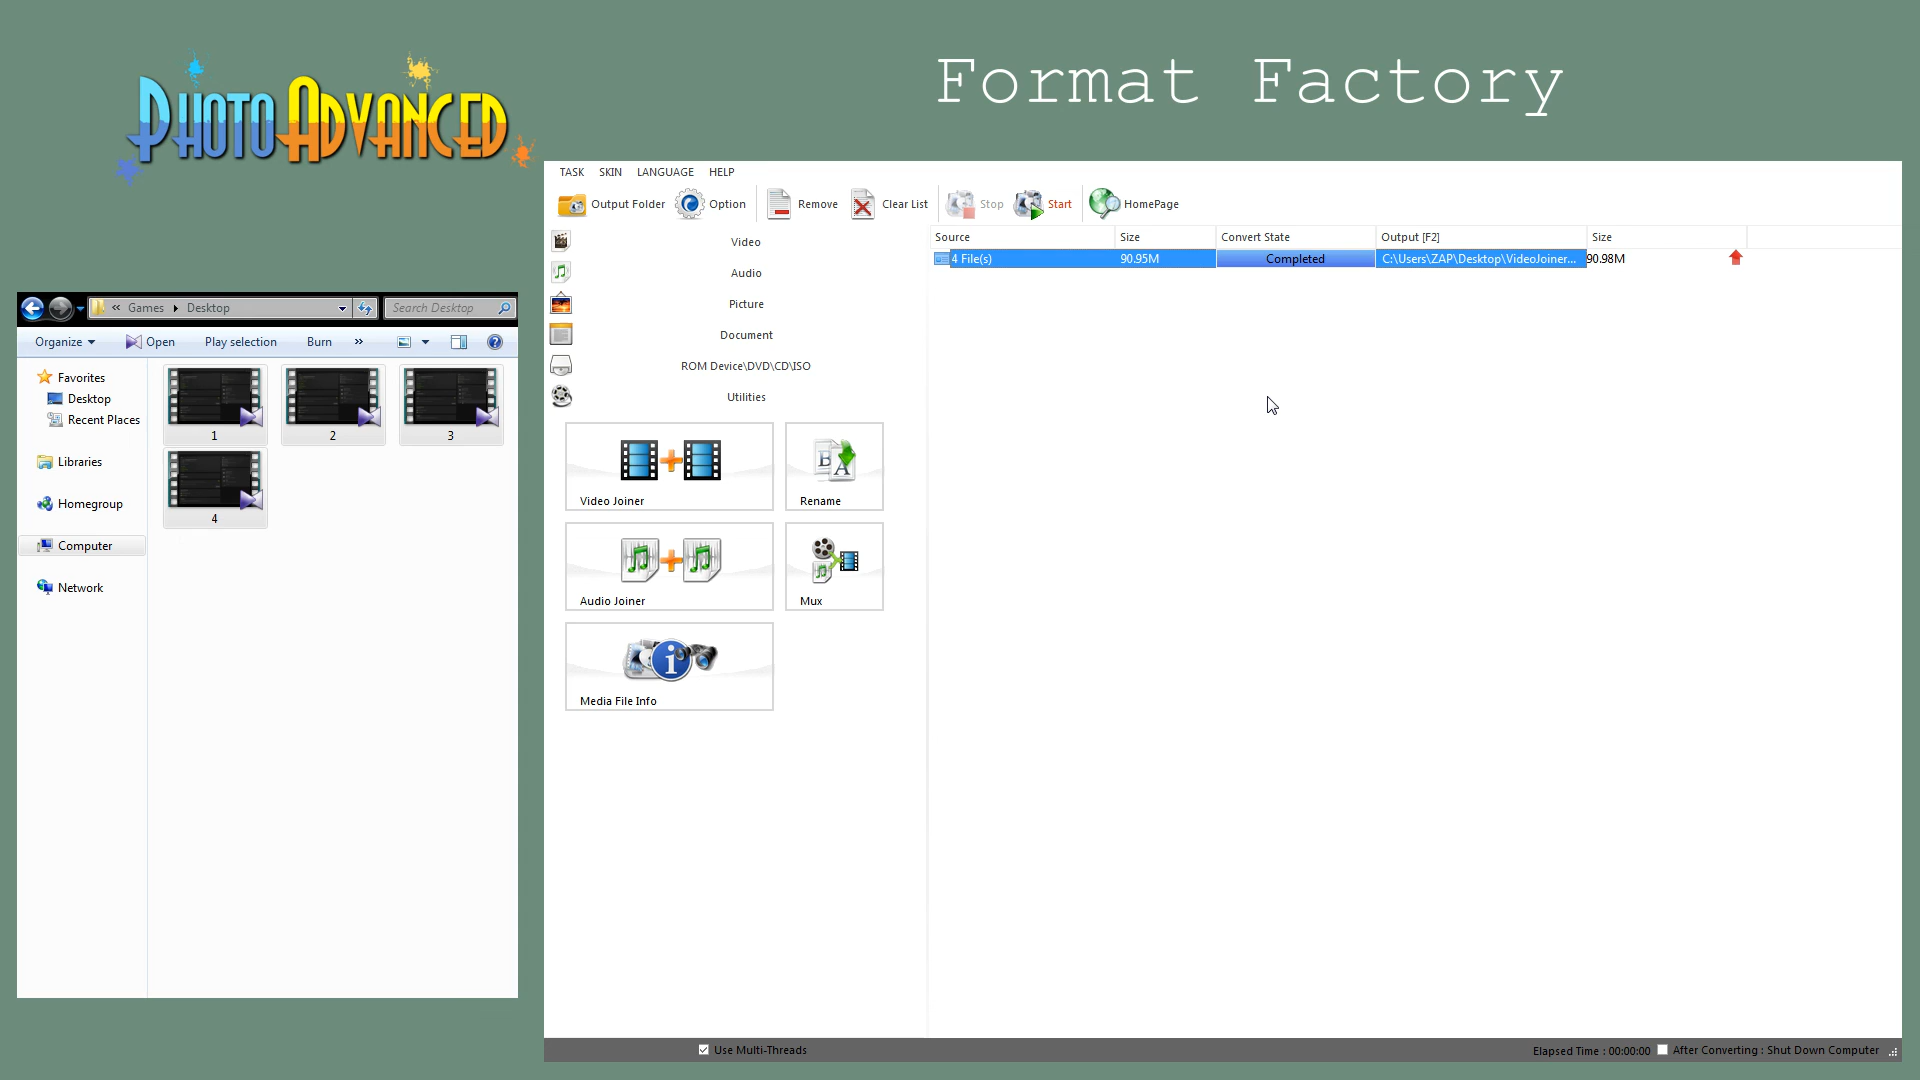 PHOTO ADVANCED
Format Factory
TASK SKIN LANGUAGE HELP
Output Folder Option Remove Clear List Stop Start HomePage
Video
Audio
Picture
Document
ROM Device\DVD\CD\ISO
Utilities
Video Joiner
Rename
BA
Audio Joiner
Mux
Media File Info
Source Size Convert State Output [F2] Size
4 File(s) 90.95M Completed C:\Users\ZAP\Desktop\VideoJoiner... 90.98M
« Games Desktop
Search Desktop
Organize Open Play selection Burn »
Favorites
Desktop
Recent Places
Libraries
Homegroup
Computer
Network
1 2 3
4
Use Multi-Threads
Elapsed Time : 00:00:00 After Converting : Shut Down Computer